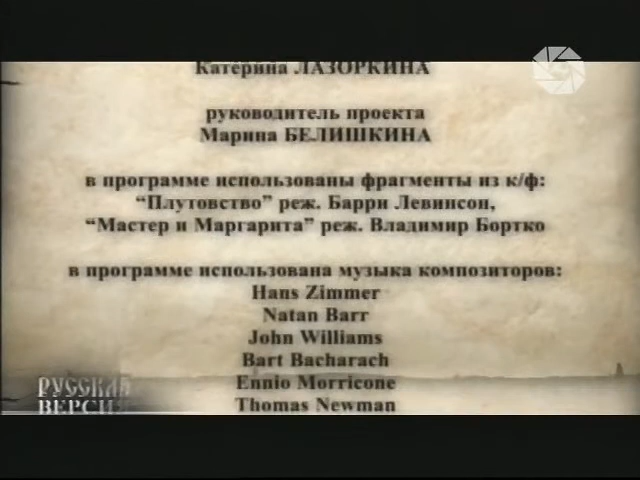 Катерина ЛАЗОРКИНА
руководитель проекта
Марина БЕЛИШКИНА
в программе использованы фрагменты из к/ф:
“Плутовство” реж. Барри Левинсон,
“Мастер и Маргарита” реж. Владимир Бортко
в программе использована музыка композиторов:
Hans Zimmer
Natan Barr
John Williams
Bart Bacharach
Ennio Morricone
Thomas Newman
РУССКАЯ
ВЕРСИЯ